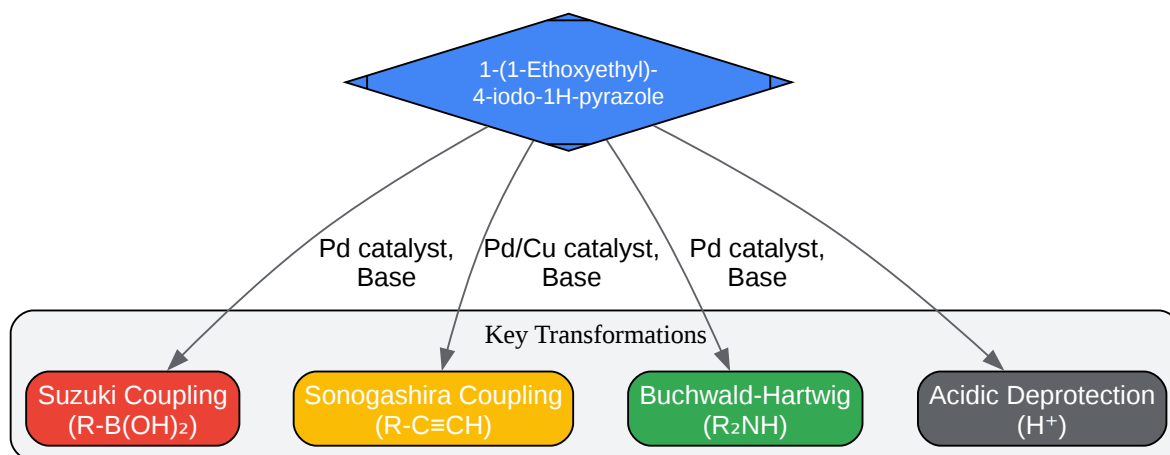 1-(1-Ethoxyethyl)-
4-iodo-1H-pyrazole
Pd catalyst,
Base
Pd/Cu catalyst,
Base
Pd catalyst,
Base
Key Transformations
Suzuki Coupling
(R-B(OH)₂)
Sonogashira Coupling
(R-C≡CH)
Buchwald-Hartwig
(R₂NH)
Acidic Deprotection
(H⁺)